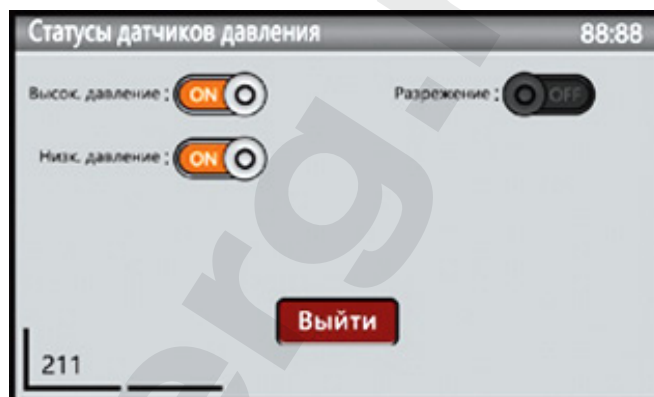 Статусы датчиков давления 88:88
Высок. давление : ON Разрежение : OFF
Низк. давление : ON
Выйти
211